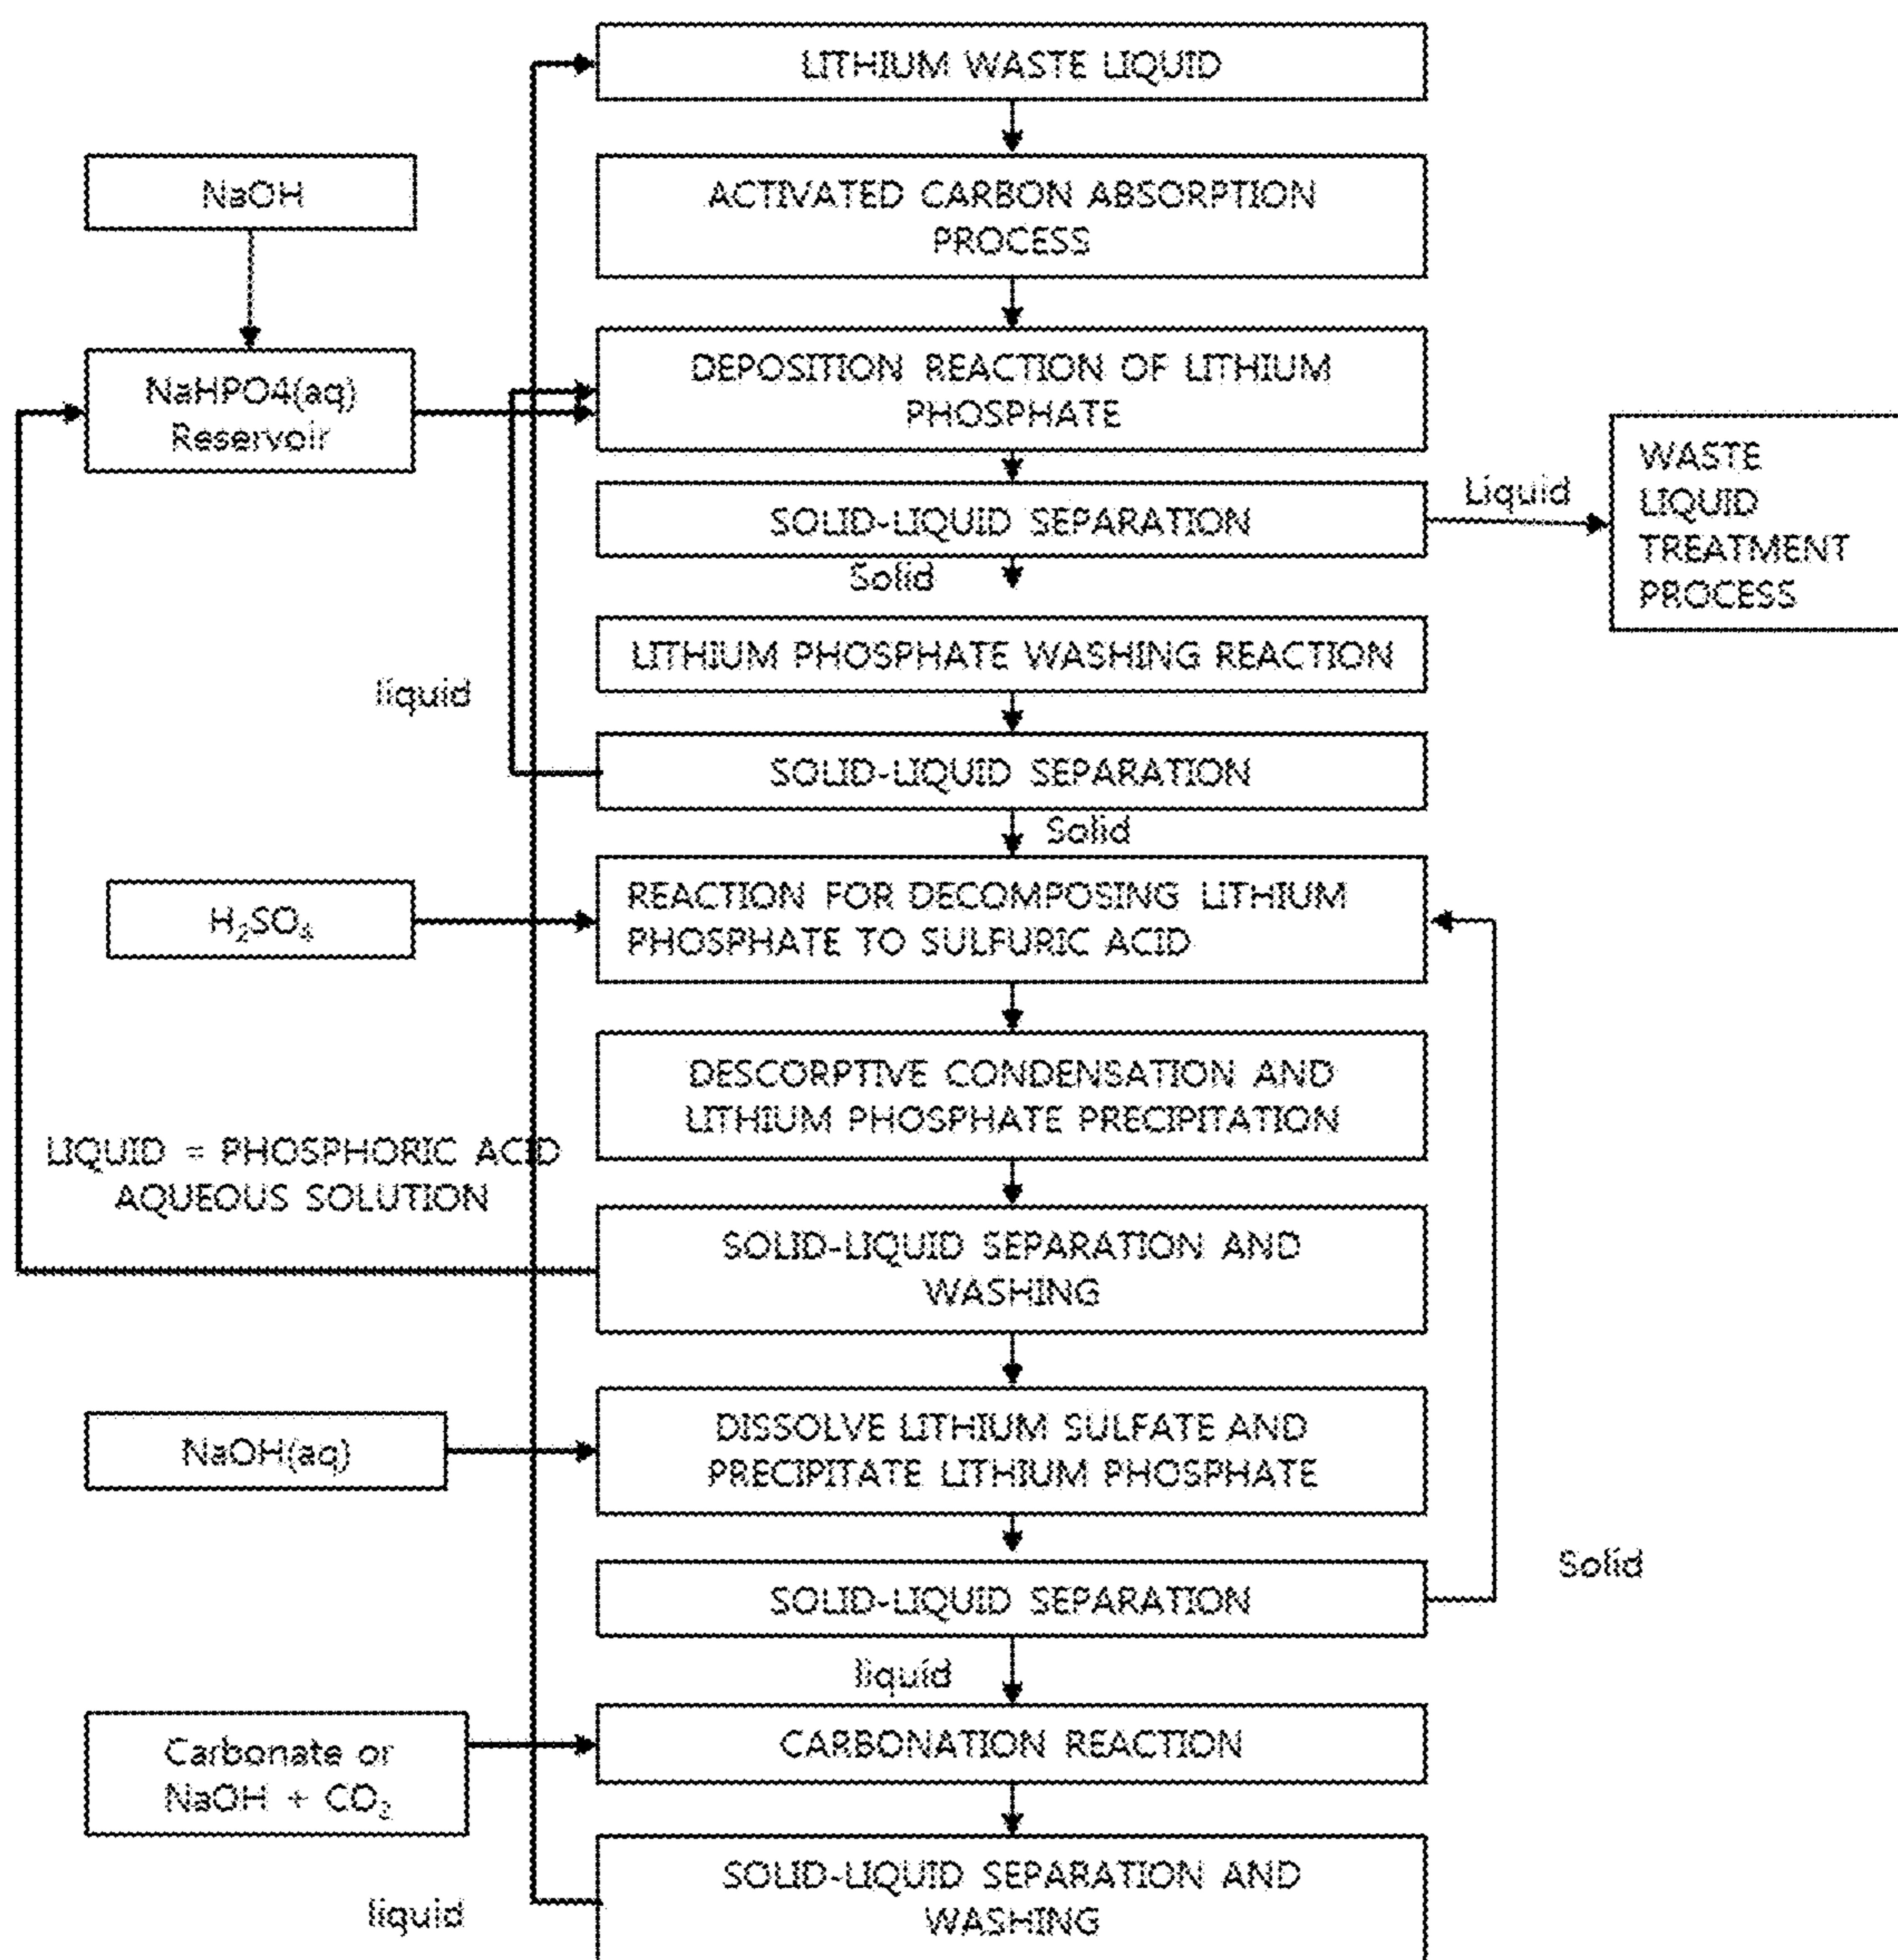 LITHIUM WASTE LIQUID
NaOH
ACTIVATED CARBON ABSORPTION
PROCESS
NaHPO4(aq)
Reservoir
DEPOSITION REACTION OF LITHIUM
PHOSPHATE
SOLID-LIQUID SEPARATION
Liquid
WASTE
LIQUID
TREATMENT
PROCESS
Solid
LITHIUM PHOSPHATE WASHING REACTION
liquid
SOLID-LIQUID SEPARATION
Solid
H₂SO₄
REACTION FOR DECOMPOSING LITHIUM
PHOSPHATE TO SULFURIC ACID
DESCORPTIVE CONDENSATION AND
LITHIUM PHOSPHATE PRECIPITATION
LIQUID = PHOSPHORIC ACID
AQUEOUS SOLUTION
SOLID-LIQUID SEPARATION AND
WASHING
NaOH(aq)
DISSOLVE LITHIUM SULFATE AND
PRECIPITATE LITHIUM PHOSPHATE
SOLID-LIQUID SEPARATION
Solid
liquid
Carbonate or
NaOH + CO₂
CARBONATION REACTION
SOLID-LIQUID SEPARATION AND
WASHING
liquid